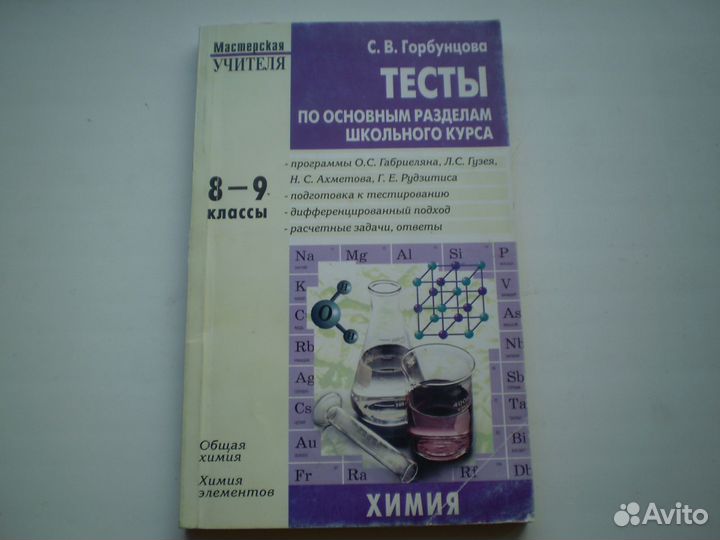 Мастерская
УЧИТЕЛЯ
С. В. Горбунцова
ТЕСТЫ
ПО ОСНОВНЫМ РАЗДЕЛАМ
ШКОЛЬНОГО КУРСА
- программы О.С. Габриеляна, Л.С. Гузея,
Н. С. Ахметова, Г. Е. Рудзитиса
- подготовка к тестированию
- дифференцированный подход
- расчетные задачи, ответы
8—9
классы
Na Mg Al Si P
K V
C As
Rb Nb
Ag Sb
Cs Ta
Au Bi
Fr Ra Rf Db
O
Общая
химия
Химия
элементов
ХИМИЯ
Avito